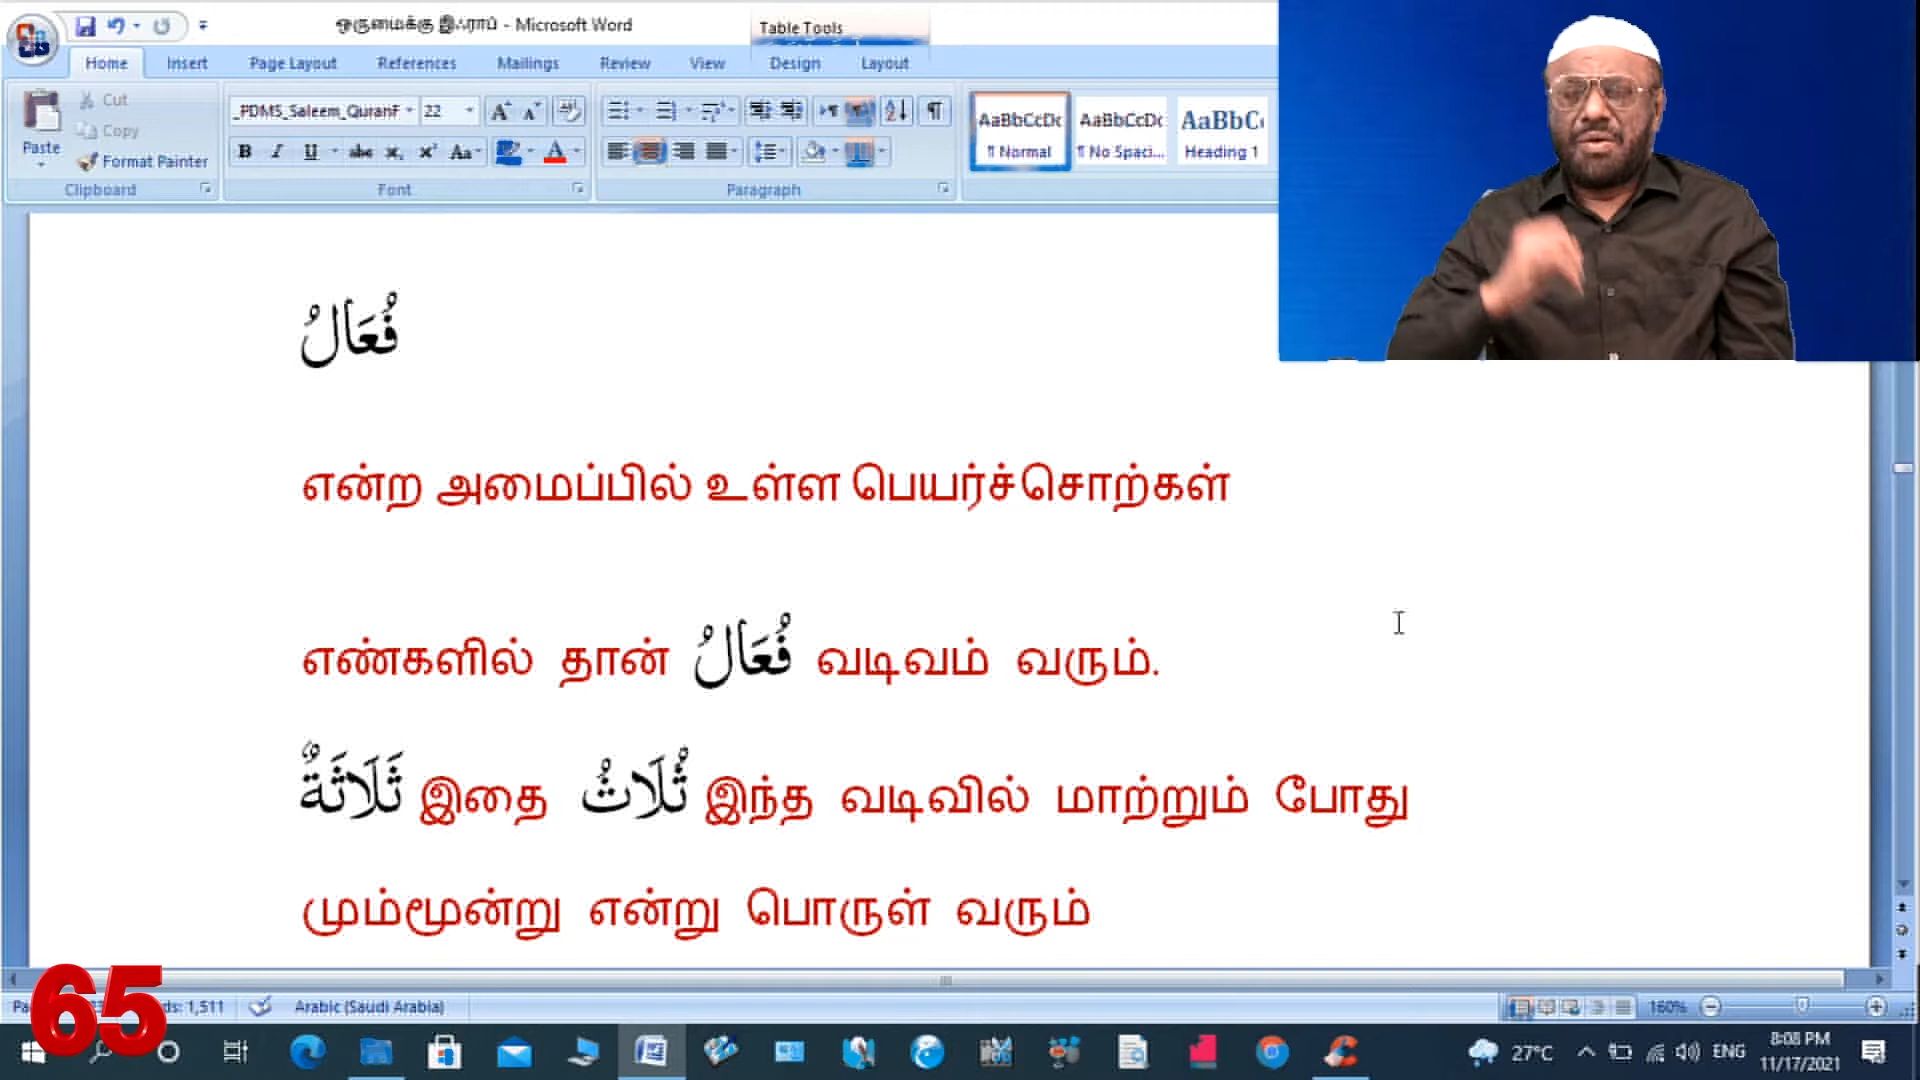 ஒருமைக்கு இஃராப் - Microsoft Word
Table Tools
Home Insert Page Layout References Mailings Review View Design Layout
Paste
Cut
Copy
Format Painter
Clipboard
_PDMS_Saleem_QuranF 22
Font
Paragraph
AaBbCcDc AaBbCcDc AaBbC
¶ Normal ¶ No Spaci... Heading 1
فُعَالُ
என்ற அமைப்பில் உள்ள பெயர்ச்சொற்கள்
எண்களில் தான் فُعَالُ வடிவம் வரும்.
ثَلَاثَةٌ இதை ثُلَاثُ இந்த வடிவில் மாற்றும் போது
மும்மூன்று என்று பொருள் வரும்
65
1,511 Arabic (Saudi Arabia) 160%
27°C ENG 8:08 PM
11/17/2021